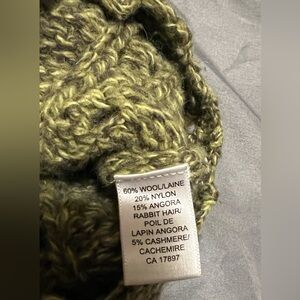 60% WOOL/LAINE
20% NYLON
15% ANGORA
RABBIT HAIR/
POIL DE
LAPIN ANGORA
5% CASHMERE/
CACHEMIRE
CA 17897